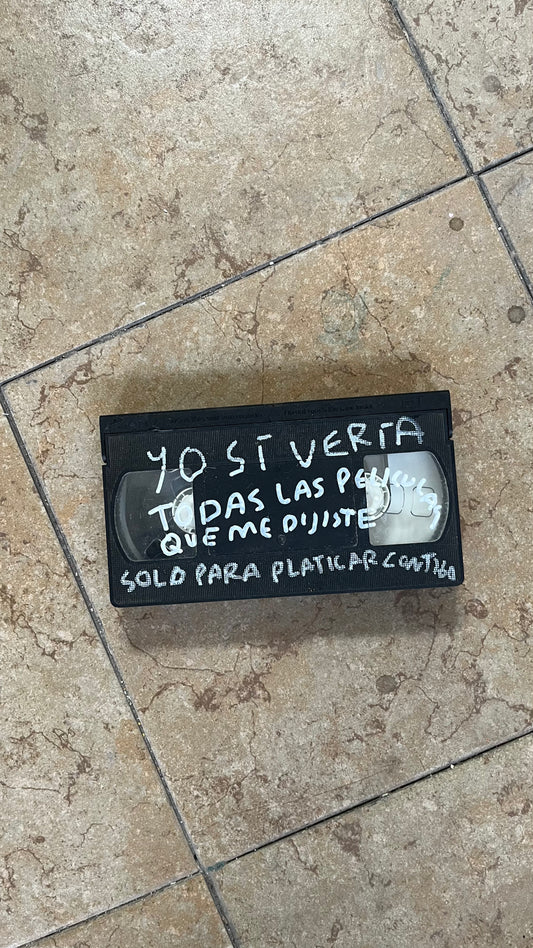 YO SI VERIA
TODAS LAS PELICULAS
QUE ME DIJISTE
SOLO PARA PLATICAR CONTIGO